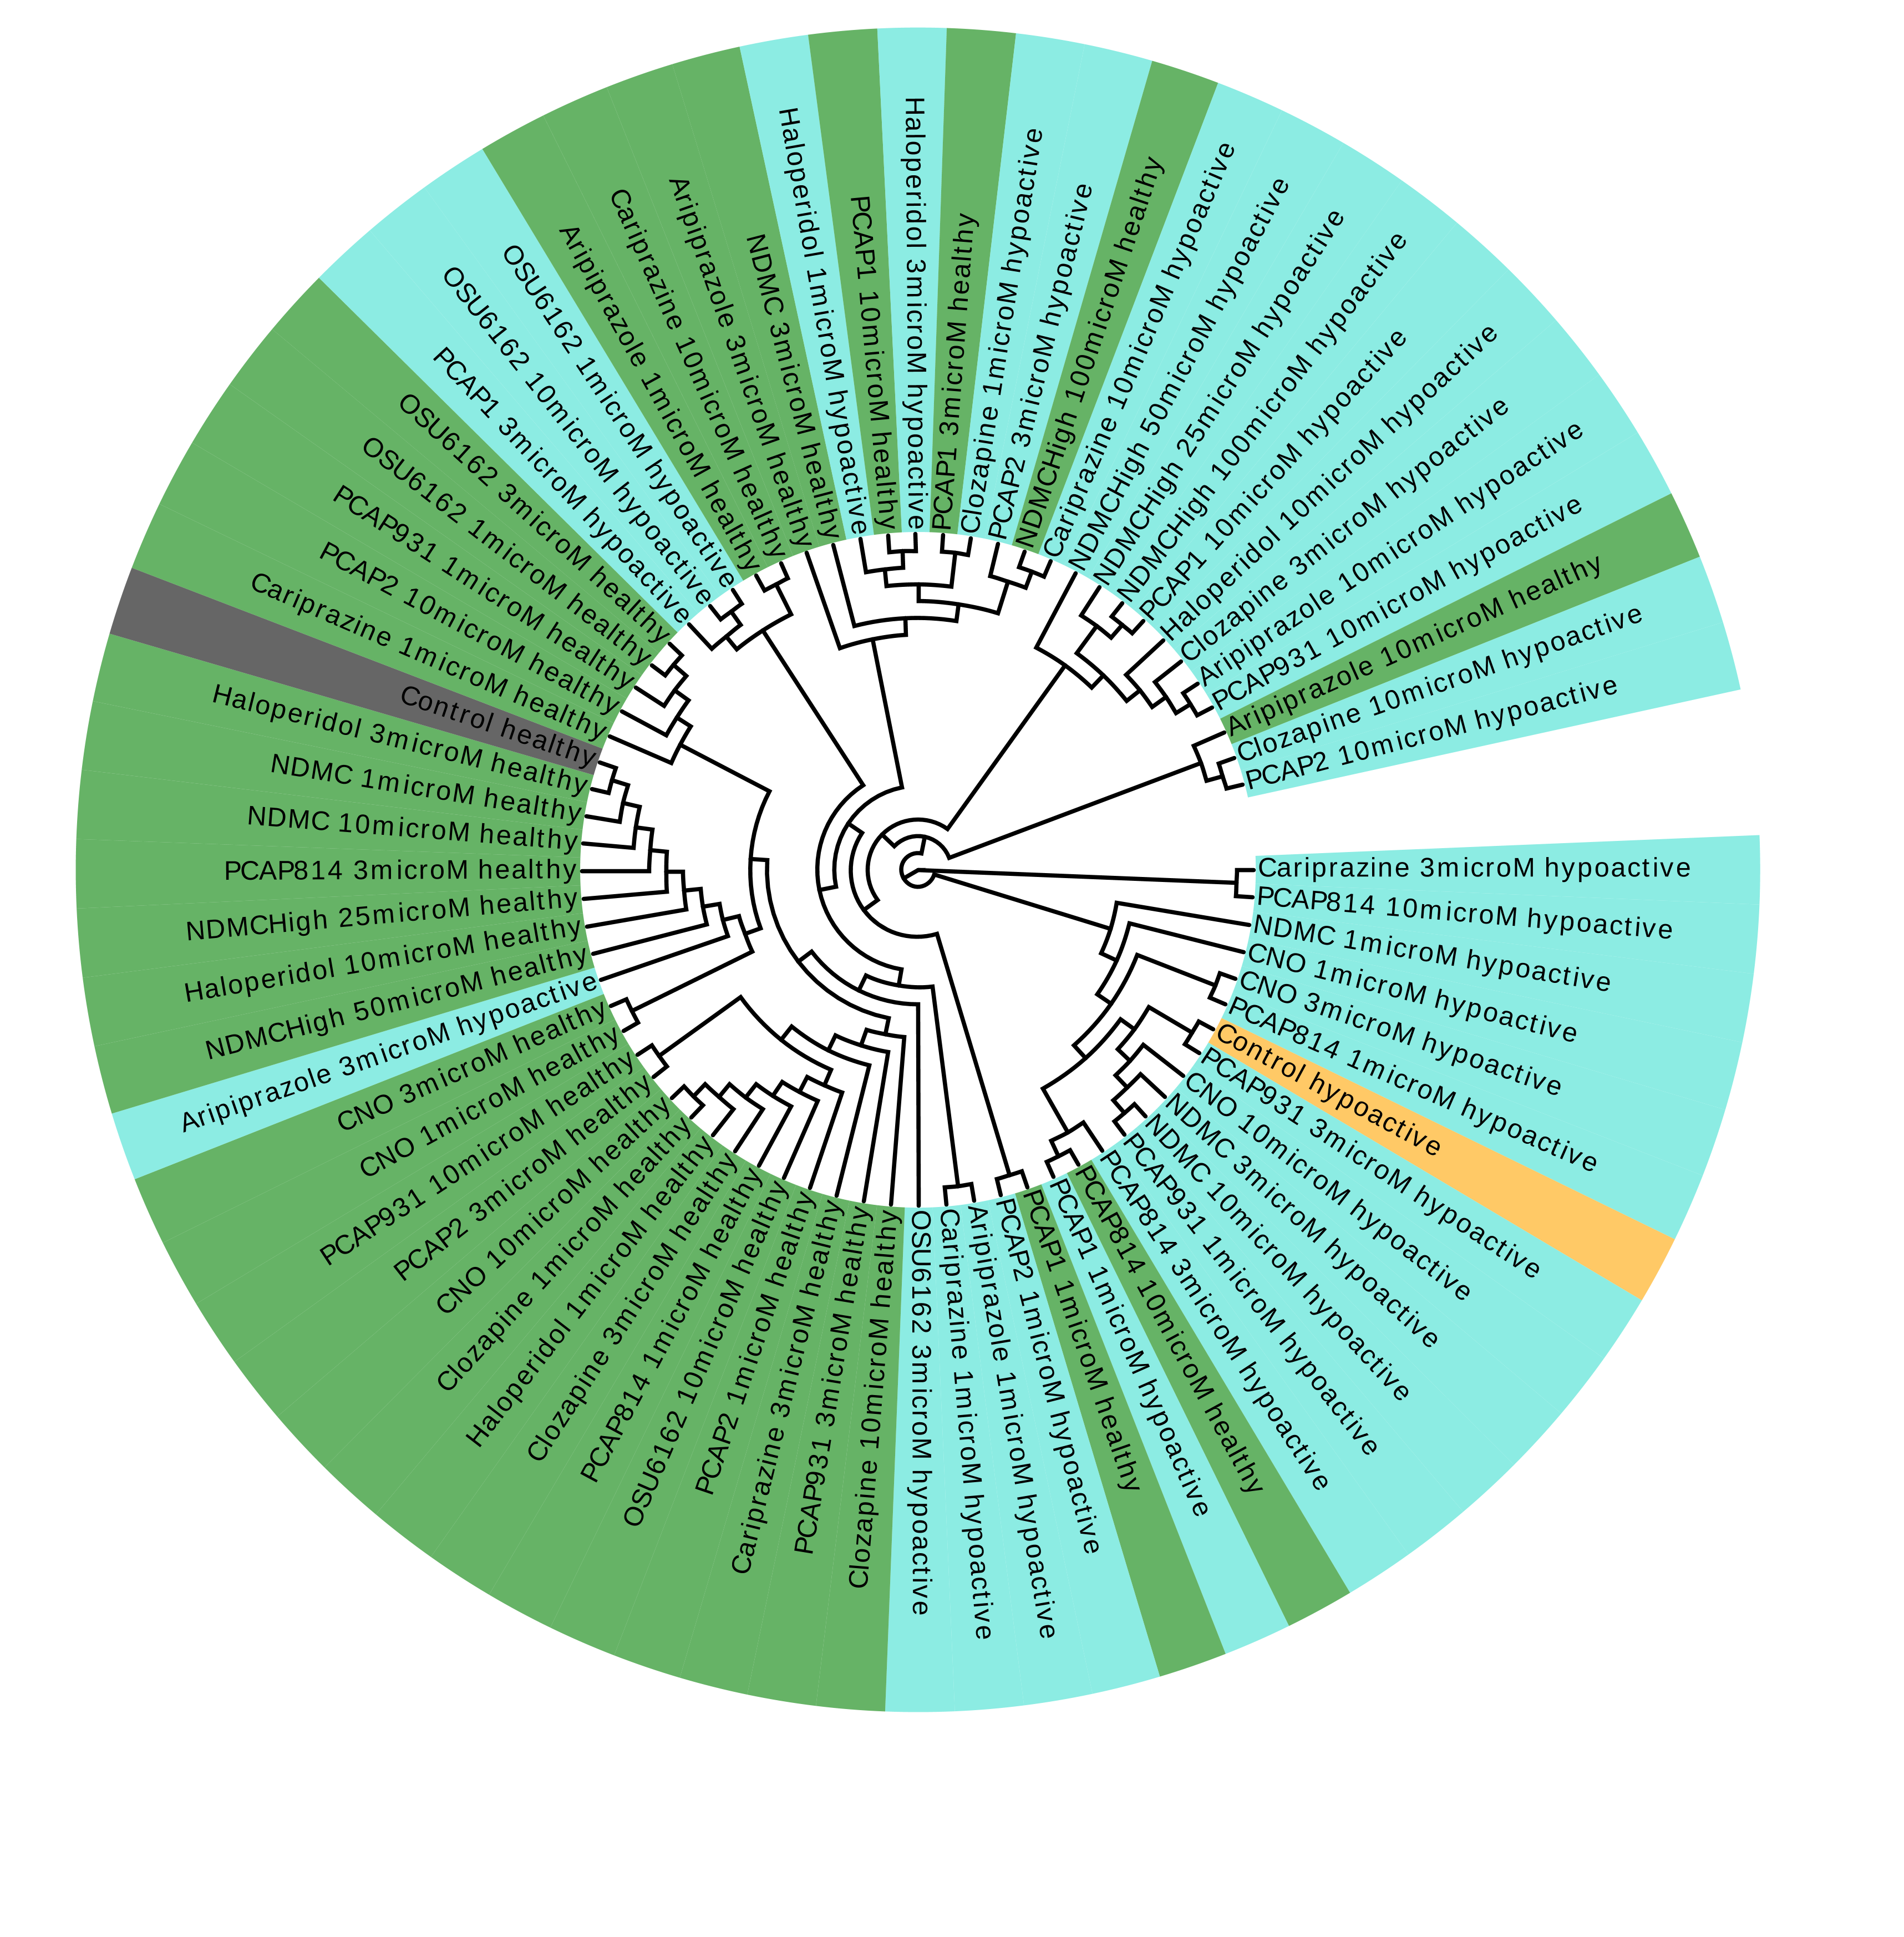 Cariprazine 3microM hypoactive
PCAP814 10microM hypoactive
NDMC 1microM hypoactive
CNO 1microM hypoactive
CNO 3microM hypoactive
PCAP814 1microM hypoactive
Control hypoactive
PCAP931 3microM hypoactive
CNO 10microM hypoactive
NDMC 3microM hypoactive
NDMC 10microM hypoactive
PCAP931 1microM hypoactive
PCAP814 3microM hypoactive
PCAP814 10microM healthy
PCAP1 1microM hypoactive
PCAP1 1microM healthy
PCAP2 1microM hypoactive
Aripiprazole 1microM hypoactive
Cariprazine 1microM hypoactive
OSU6162 3microM hypoactive
Clozapine 10microM healthy
PCAP931 3microM healthy
Cariprazine 3microM healthy
PCAP2 1microM healthy
OSU6162 10microM healthy
PCAP814 1microM healthy
Clozapine 3microM healthy
Haloperidol 1microM healthy
Clozapine 1microM healthy
CNO 10microM healthy
PCAP2 3microM healthy
PCAP931 10microM healthy
CNO 1microM healthy
CNO 3microM healthy
Aripiprazole 3microM hypoactive
NDMCHigh 50microM healthy
Haloperidol 10microM healthy
NDMCHigh 25microM healthy
PCAP814 3microM healthy
NDMC 10microM healthy
NDMC 1microM healthy
Haloperidol 3microM healthy
Control healthy
Cariprazine 1microM healthy
PCAP2 10microM healthy
PCAP931 1microM healthy
OSU6162 1microM healthy
OSU6162 3microM healthy
PCAP1 3microM hypoactive
OSU6162 10microM hypoactive
OSU6162 1microM hypoactive
Aripiprazole 1microM healthy
Cariprazine 10microM healthy
Aripiprazole 3microM healthy
NDMC 3microM healthy
Haloperidol 1microM hypoactive
PCAP1 10microM healthy
Haloperidol 3microM hypoactive
PCAP1 3microM healthy
Clozapine 1microM hypoactive
PCAP2 3microM hypoactive
NDMCHigh 100microM healthy
Cariprazine 10microM hypoactive
NDMCHigh 50microM hypoactive
NDMCHigh 25microM hypoactive
NDMCHigh 100microM hypoactive
PCAP1 10microM hypoactive
Haloperidol 10microM hypoactive
Clozapine 3microM hypoactive
Aripiprazole 10microM hypoactive
PCAP931 10microM hypoactive
Aripiprazole 10microM healthy
Clozapine 10microM hypoactive
PCAP2 10microM hypoactive